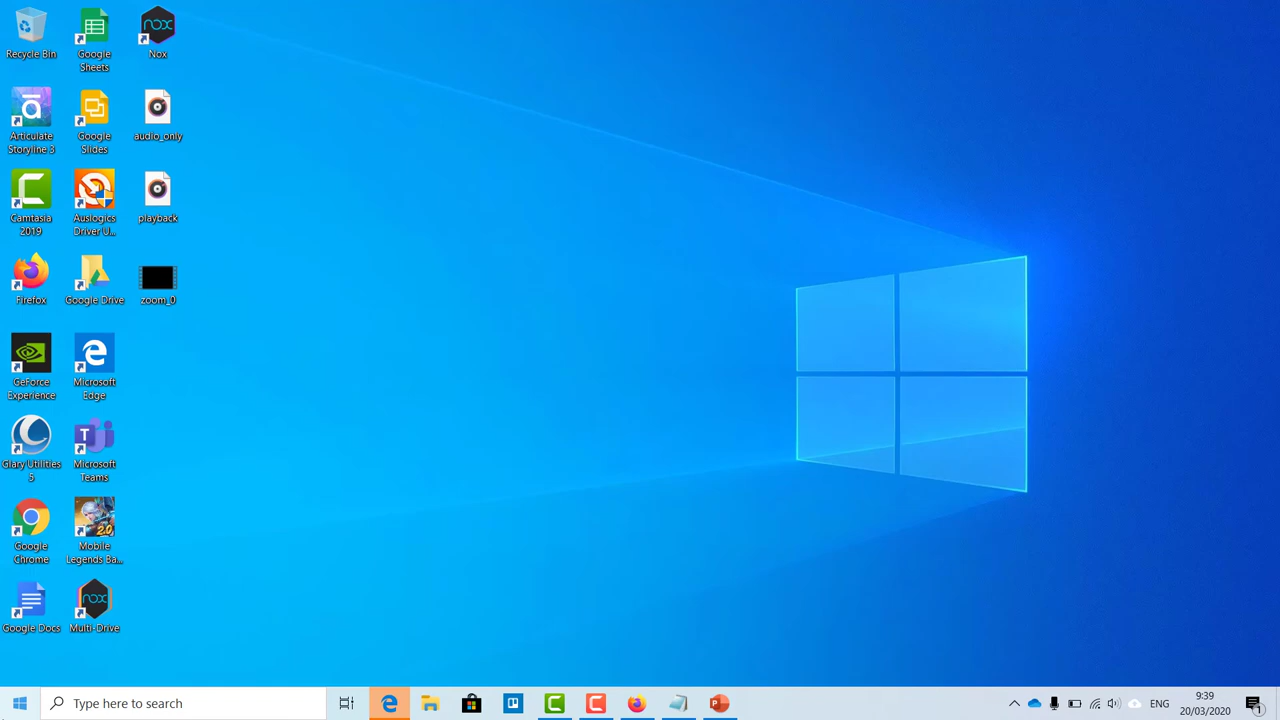 Recycle Bin
Google
Sheets
Nox
Articulate
Storyline 3
Google
Slides
audio_only
Camtasia
2019
Auslogics
Driver U...
playback
Firefox
Google Drive
zoom_0
GeForce
Experience
Microsoft
Edge
Glary Utilities
5
Microsoft
Teams
Google
Chrome
Mobile
Legends Ba...
Google Docs
Multi-Drive
Type here to search
ENG
9:39
20/03/2020
1